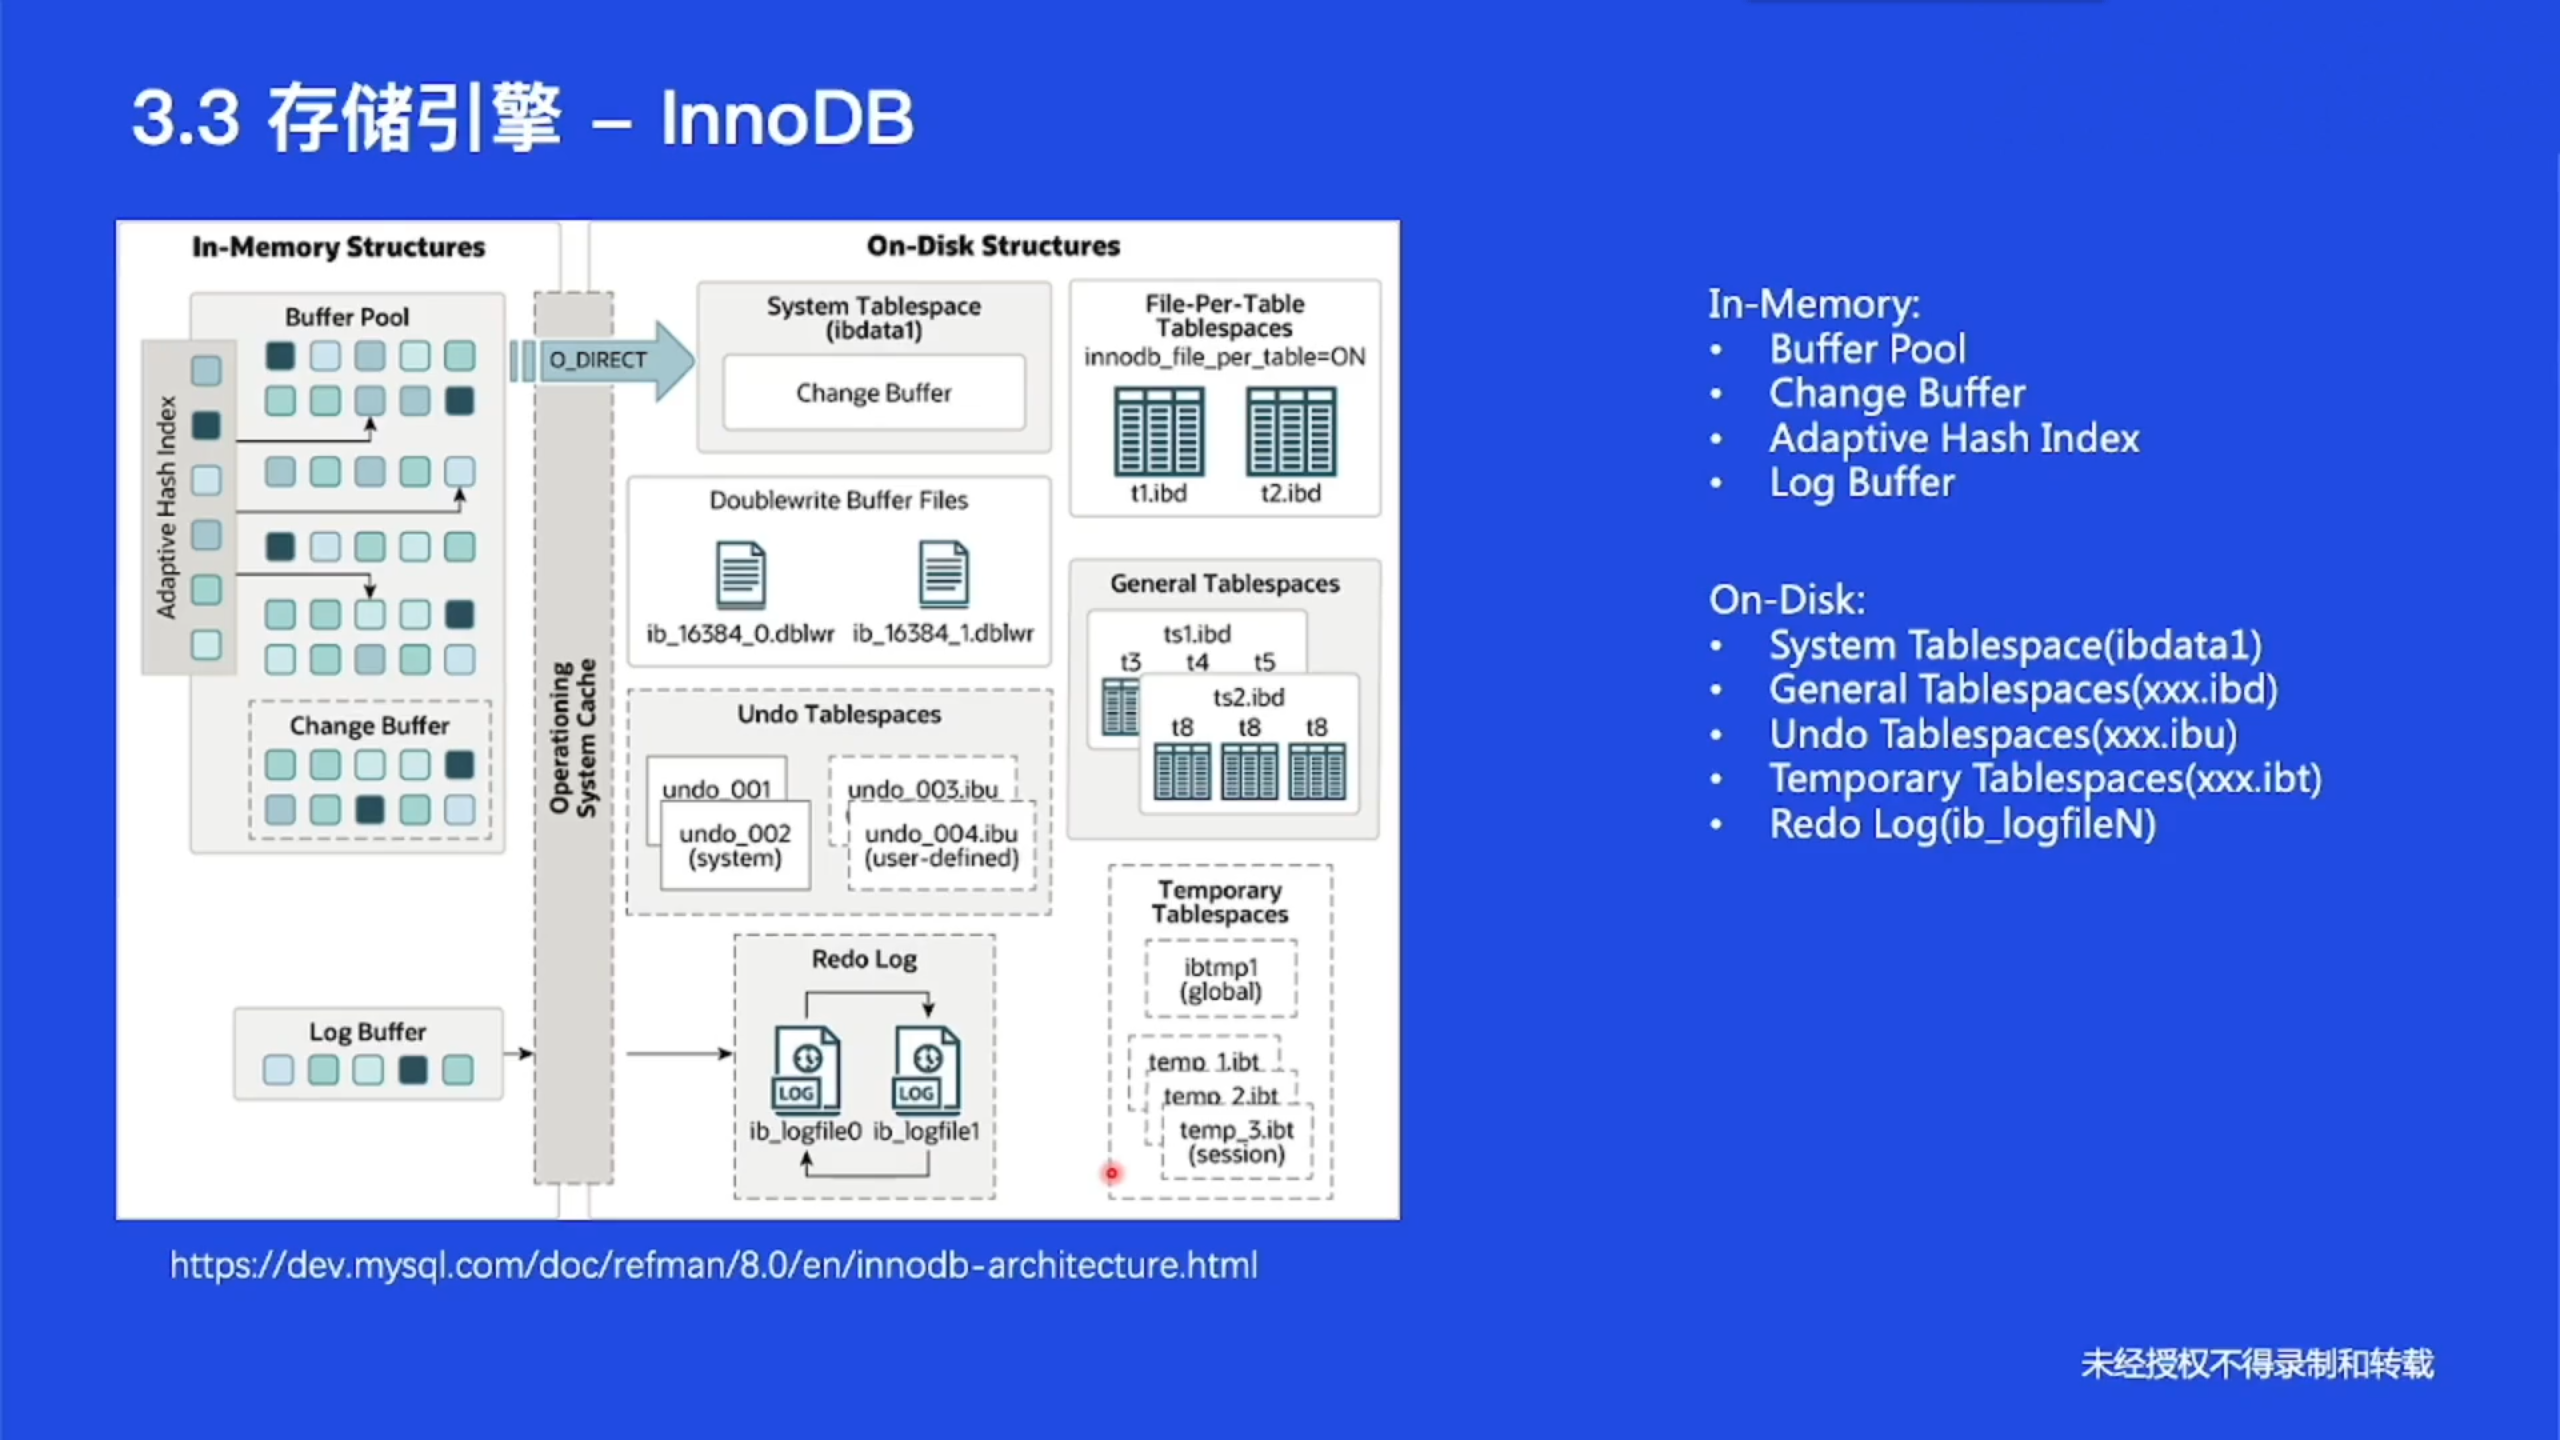 3.3 存储引擎 – InnoDB
In-Memory Structures
Buffer Pool
Adaptive Hash Index
Change Buffer
Log Buffer
Operationing
System Cache
O_DIRECT
On-Disk Structures
System Tablespace
(ibdata1)
Change Buffer
Doublewrite Buffer Files
ib_16384_0.dblwr ib_16384_1.dblwr
Undo Tablespaces
undo_001
undo_002
(system)
undo_003.ibu
undo_004.ibu
(user-defined)
Redo Log
LOG LOG
ib_logfile0 ib_logfile1
File-Per-Table
Tablespaces
innodb_file_per_table=ON
t1.ibd t2.ibd
General Tablespaces
ts1.ibd
t3 t4 t5
ts2.ibd
t8 t8 t8
Temporary
Tablespaces
ibtmp1
(global)
temp_1.ibt
temp_2.ibt
temp_3.ibt
(session)
https://dev.mysql.com/doc/refman/8.0/en/innodb-architecture.html
In-Memory:
• Buffer Pool
• Change Buffer
• Adaptive Hash Index
• Log Buffer
On-Disk:
• System Tablespace(ibdata1)
• General Tablespaces(xxx.ibd)
• Undo Tablespaces(xxx.ibu)
• Temporary Tablespaces(xxx.ibt)
• Redo Log(ib_logfileN)
未经授权不得录制和转载